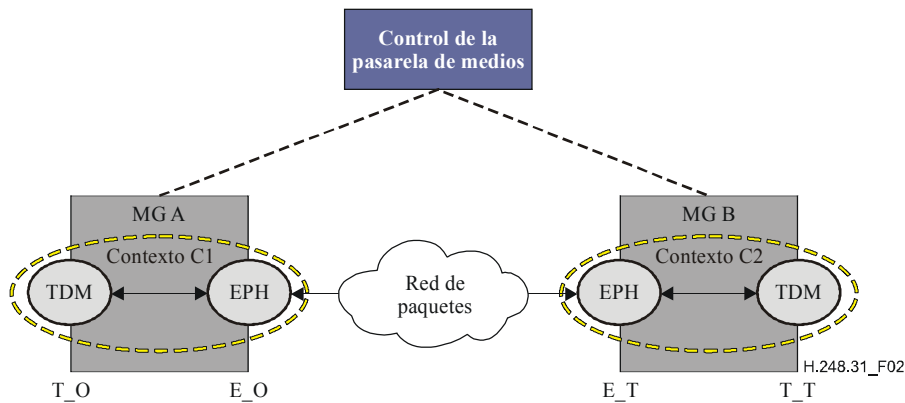 Control de la
pasarela de medios
MG A
MG B
Contexto C1
Contexto C2
TDM
EPH
Red de
paquetes
EPH
TDM
H.248.31_F02
T_O
E_O
E_T
T_T